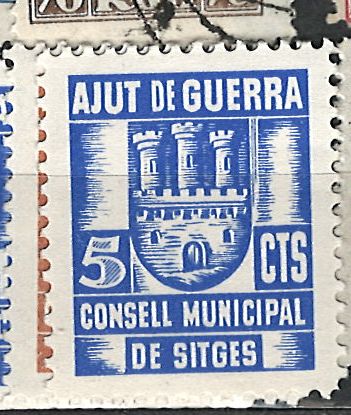 AJUT DE GUERRA
5 CTS
CONSELL MUNICIPAL
DE SITGES